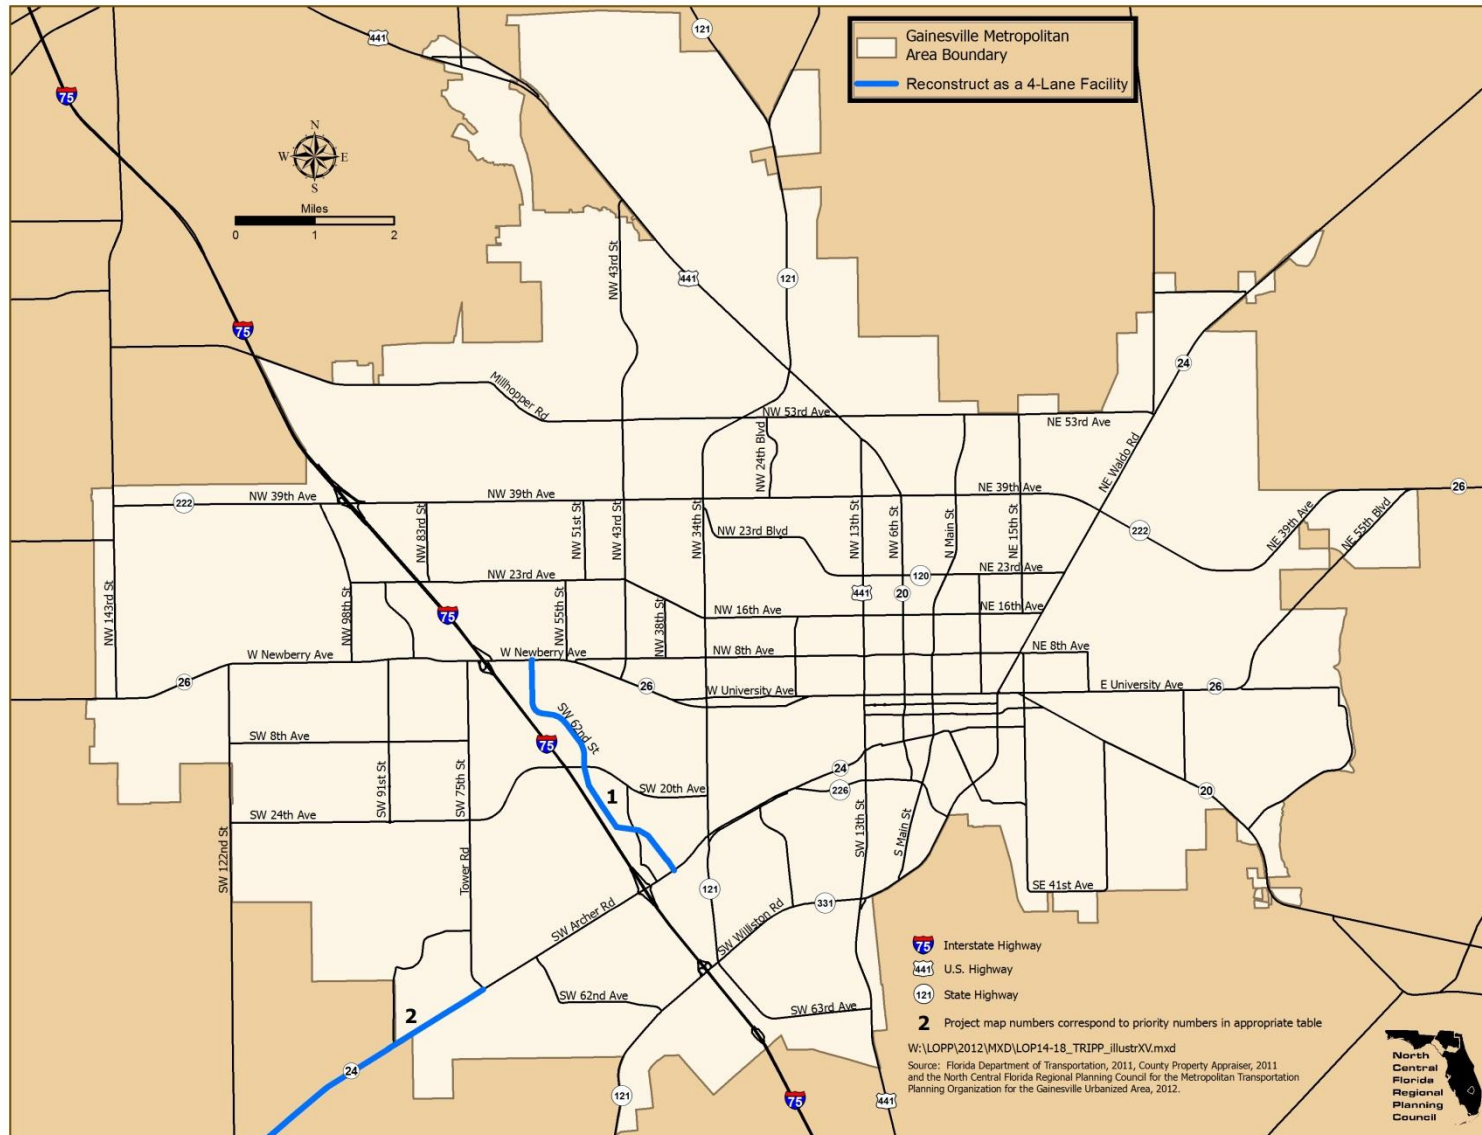 Gainesville Metropolitan
Area Boundary
Reconstruct as a 4-Lane Facility
441
121
75
N
W E
S
Miles
0 1 2
NW 43rd St
441
121
75
24
Millhopper Rd
NW 53rd Ave
NE 53rd Ave
NW 24th Blvd
NE Waldo Rd
222
NW 39th Ave
NW 39th Ave
NE 39th Ave
26
NW 83rd St
NW 51st St
NW 43rd St
NW 34th St
NW 23rd Blvd
NW 13th St
NW 6th St
N Main St
NE 15th St
222
NE 39th Ave
NE 55th Blvd
NW 23rd Ave
120
NE 23rd Ave
NW 143rd St
NW 98th St
75
NW 55th St
NW 38th St
441
20
NW 16th Ave
NE 16th Ave
W Newberry Ave
W Newberry Ave
NW 8th Ave
NE 8th Ave
26
26
W University Ave
E University Ave
26
SW 62nd St
SW 8th Ave
75
SW 91st St
SW 75th St
24
SW 20th Ave
226
20
1
SW 24th Ave
SW 122nd St
Tower Rd
SW 13th St
S Main St
121
SE 41st Ave
331
SW Archer Rd
SW Williston Rd
2
SW 62nd Ave
SW 63rd Ave
24
121
75
441
75 Interstate Highway
441 U.S. Highway
121 State Highway
2 Project map numbers correspond to priority numbers in appropriate table
W:\LOPP\2012\MXD\LOP14-18_TRIPP_illustrXV.mxd
Source: Florida Department of Transportation, 2011, County Property Appraiser, 2011
and the North Central Florida Regional Planning Council for the Metropolitan Transportation
Planning Organization for the Gainesville Urbanized Area, 2012.
North
Central
Florida
Regional
Planning
Council